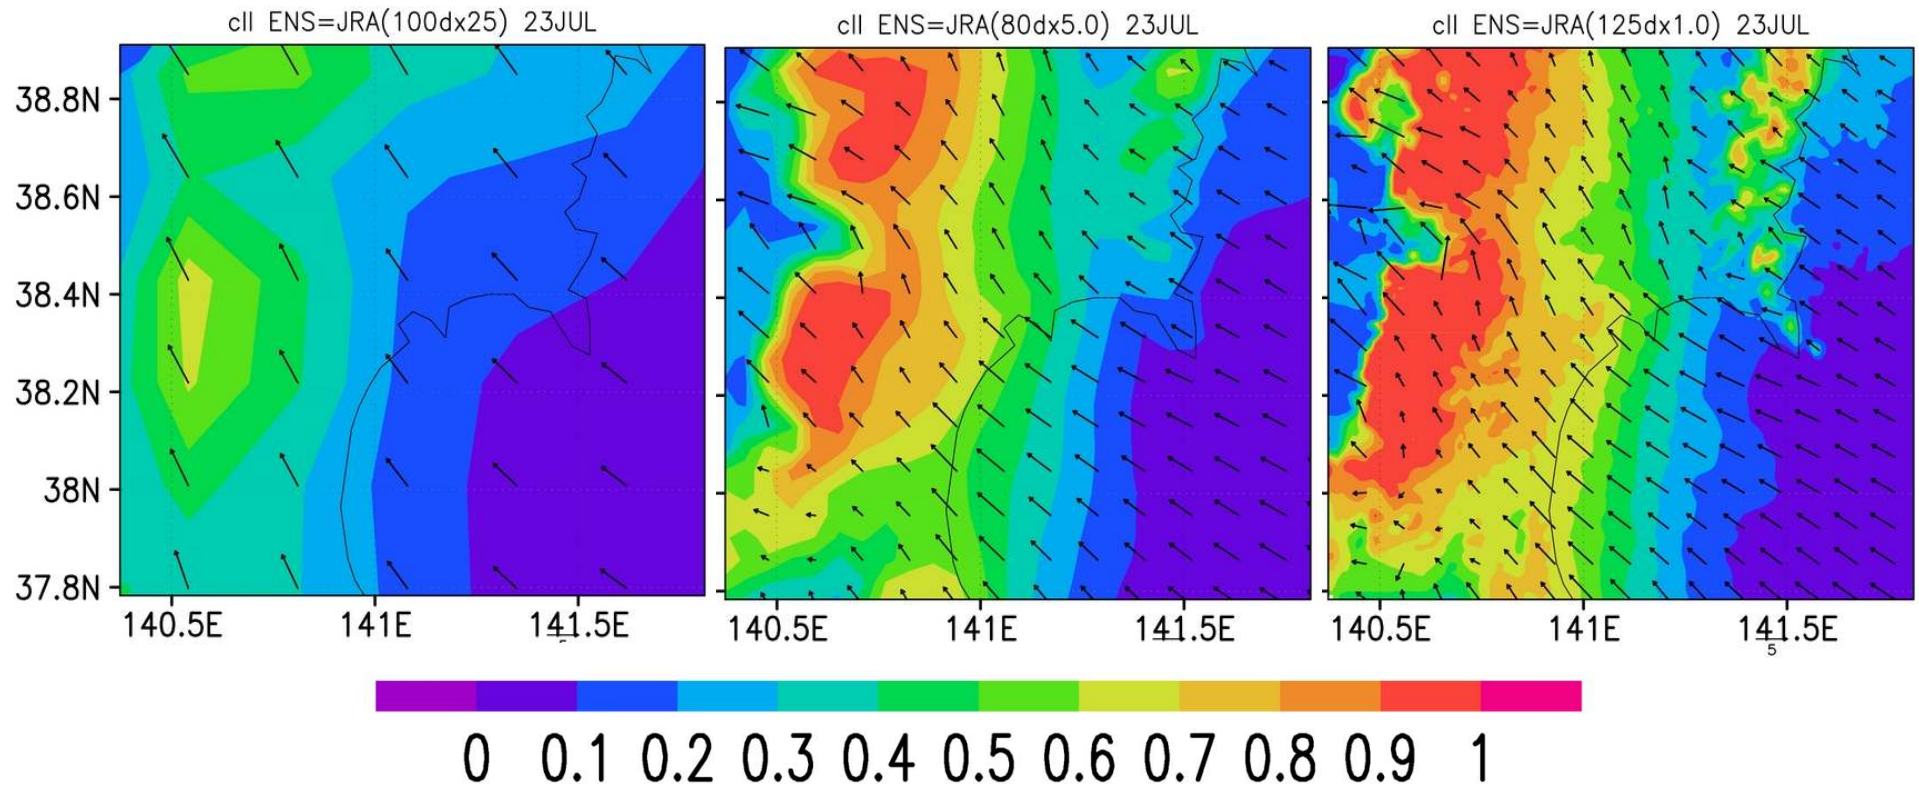 cll ENS=JRA(100dx25) 23JUL
cll ENS=JRA(80dx5.0) 23JUL
cll ENS=JRA(125dx1.0) 23JUL
38.8N
38.6N
38.4N
38.2N
38N
37.8N
140.5E 141E 141.5E
140.5E 141E 141.5E
140.5E 141E 141.5E
5
0 0.1 0.2 0.3 0.4 0.5 0.6 0.7 0.8 0.9 1